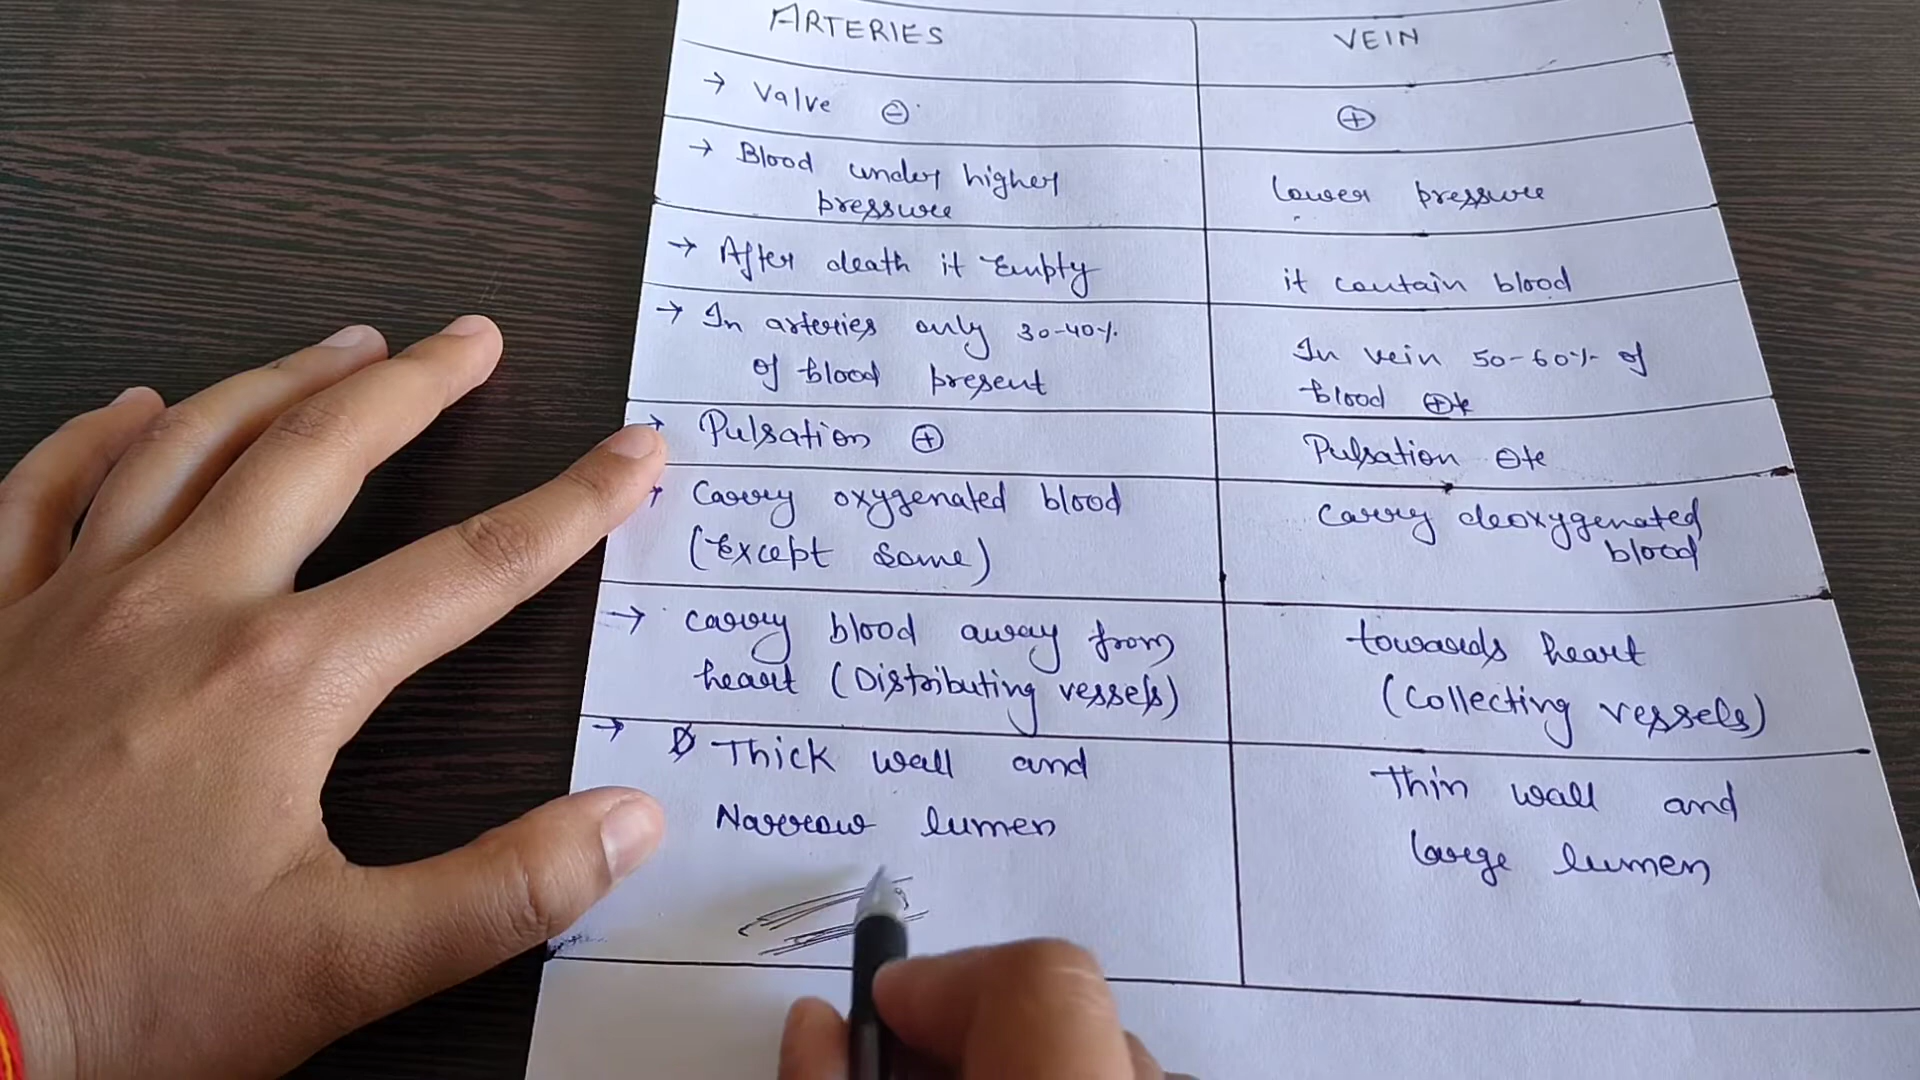 ARTERIES VEIN
→ Valve ⊖ ⊕
→ Blood under higher
pressure lower pressure
→ After death it Empty it contain blood
→ In arteries only 30-40%
of blood present
In vein 50-60% of
blood ⊕te
→ Pulsation ⊕ Pulsation ⊖te
→ Carry oxygenated blood
(Except some)
Carry deoxygenated
blood
→ carry blood away from
heart (Distributing vessels)
towards heart
(Collecting vessels)
→ Thick wall and
Narrow lumen
Thin wall and
large lumen